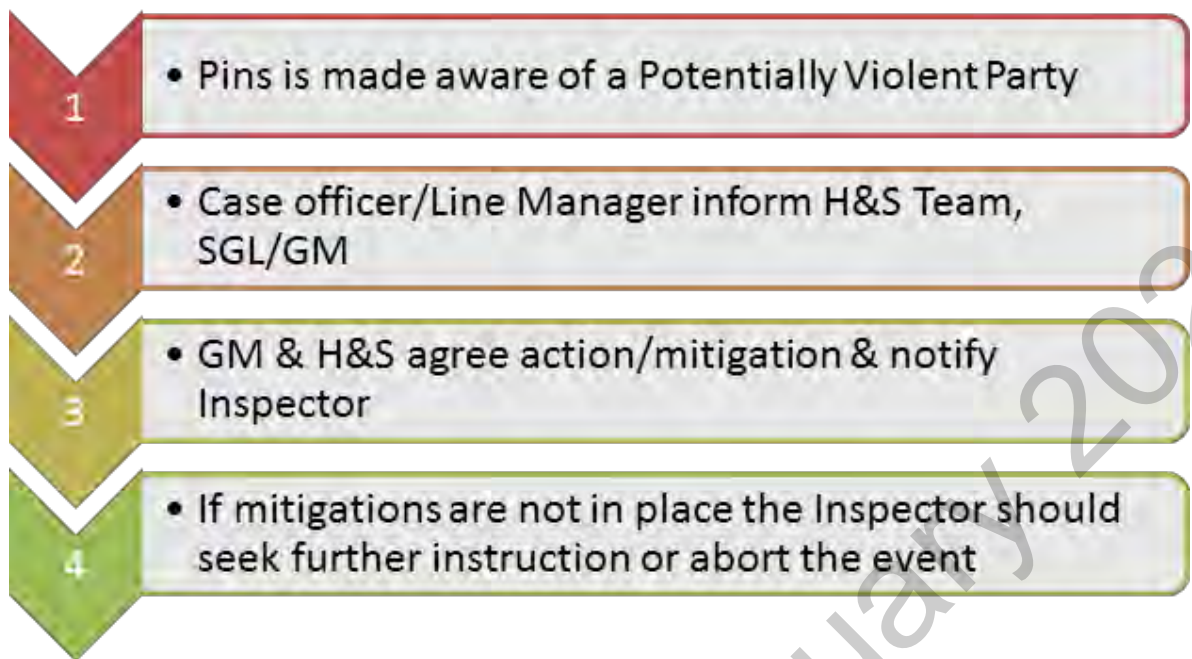 1
• Pins is made aware of a Potentially Violent Party
2
• Case officer/Line Manager inform H&S Team,
SGL/GM
3
• GM & H&S agree action/mitigation & notify
Inspector
4
• If mitigations are not in place the Inspector should
seek further instruction or abort the event